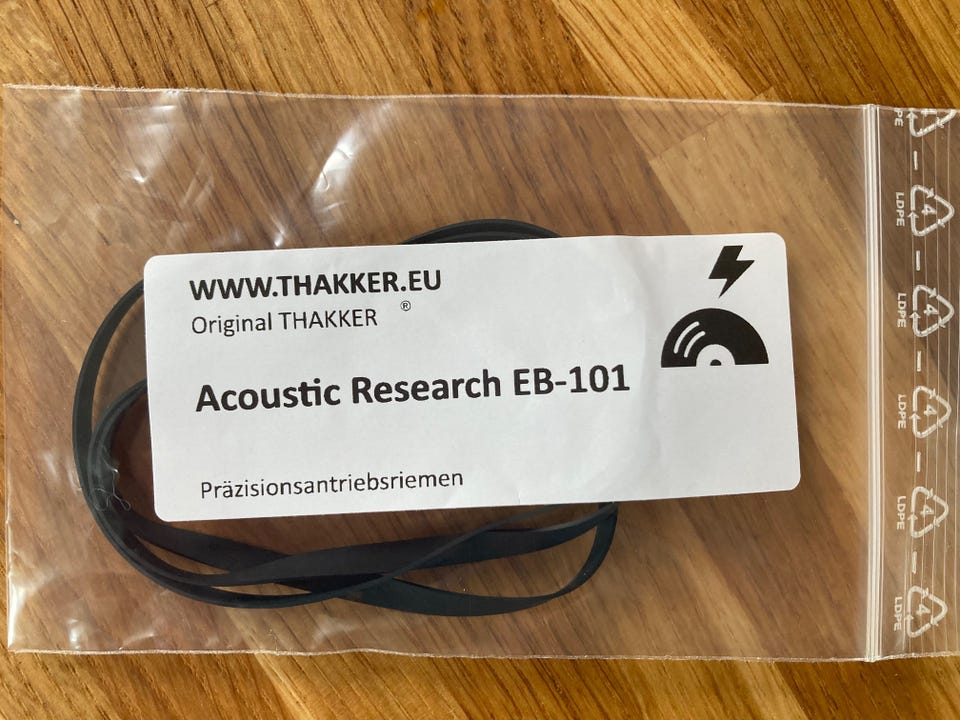 WWW.THAKKER.EU
Original THAKKER ®
Acoustic Research EB-101
Präzisionsantriebsriemen
PE
4
LDPE
4
LDPE
4
LDPE
4
LDPE
4
LDPE